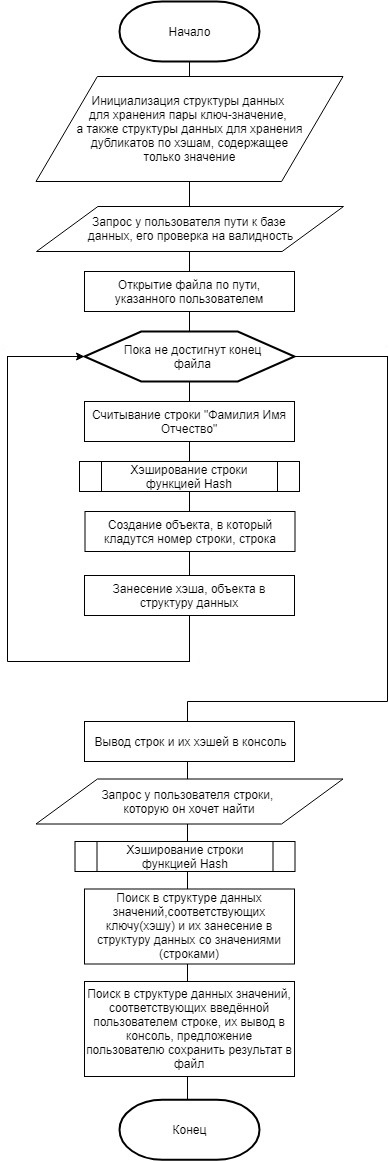 Начало
Инициализация структуры данных
для хранения пары ключ-значение,
а также структуры данных для хранения
дубликатов по хэшам, содержащее
только значение
Запрос у пользователя пути к базе
данных, его проверка на валидность
Открытие файла по пути,
указанного пользователем
Пока не достигнут конец
файла
Считывание строки "Фамилия Имя
Отчество"
Хэширование строки
функцией Hash
Создание объекта, в который
кладутся номер строки, строка
Занесение хэша, объекта в
структуру данных
Вывод строк и их хэшей в консоль
Запрос у пользователя строки,
которую он хочет найти
Хэширование строки
функцией Hash
Поиск в структуре данных
значений,соответствующих
ключу(хэшу) и их занесение в
структуру данных со значениями
(строками)
Поиск в структуре данных значений,
соответствующих введённой
пользователем строке, их вывод в
консоль, предложение
пользователю сохранить результат в
файл
Конец